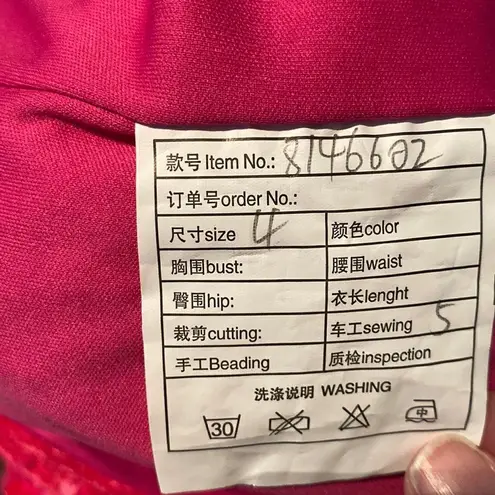 款号Item No.: 8146602
订单号order No.:
尺寸size 4 颜色color
胸围bust: 腰围waist
臀围hip: 衣长lenght
裁剪cutting: 车工sewing 5
手工Beading 质检inspection
洗涤说明 WASHING
30 中